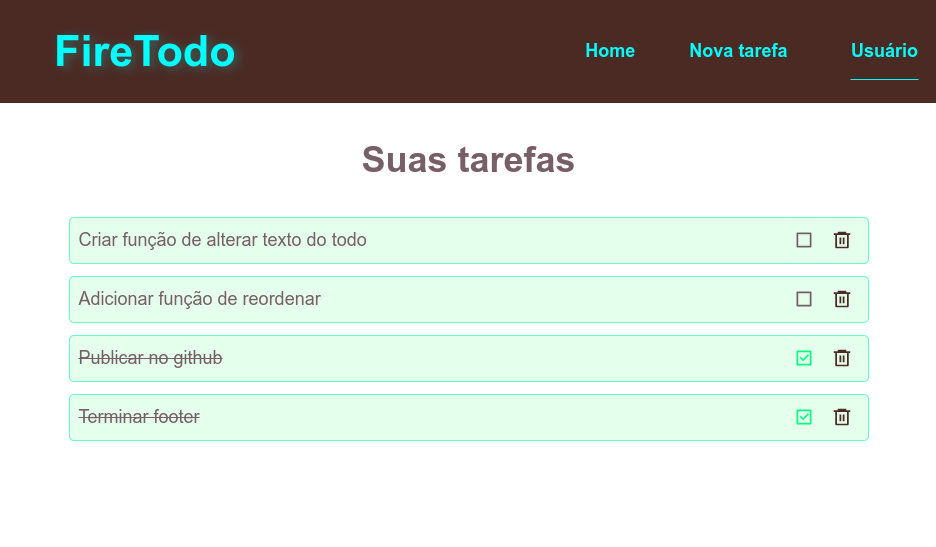 FireTodo
Home
Nova tarefa
Usuário
Suas tarefas
Criar função de alterar texto do todo
Adicionar função de reordenar
Publicar no github
Terminar footer